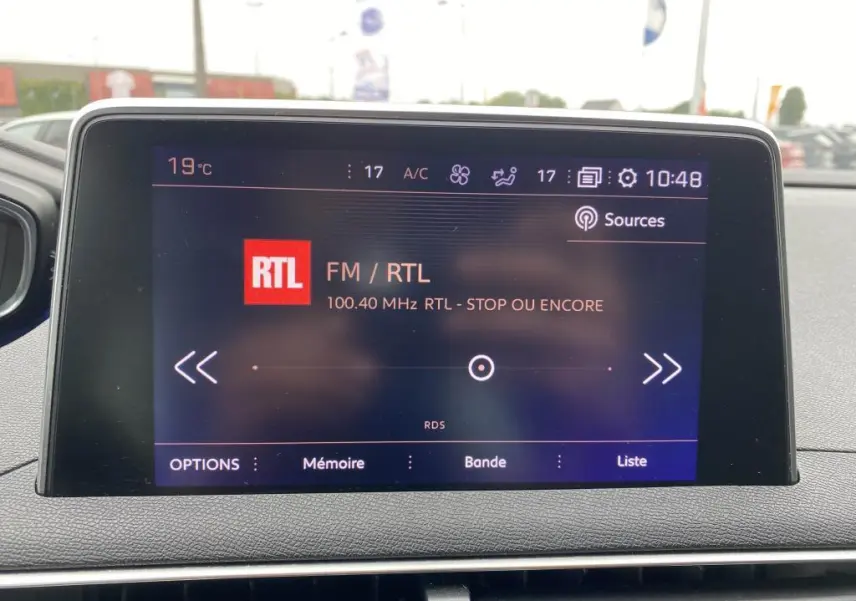 19°C 17 A/C 17 10:48
Sources
RTL
FM / RTL
100.40 MHz RTL - STOP OU ENCORE
RDS
OPTIONS Mémoire Bande Liste